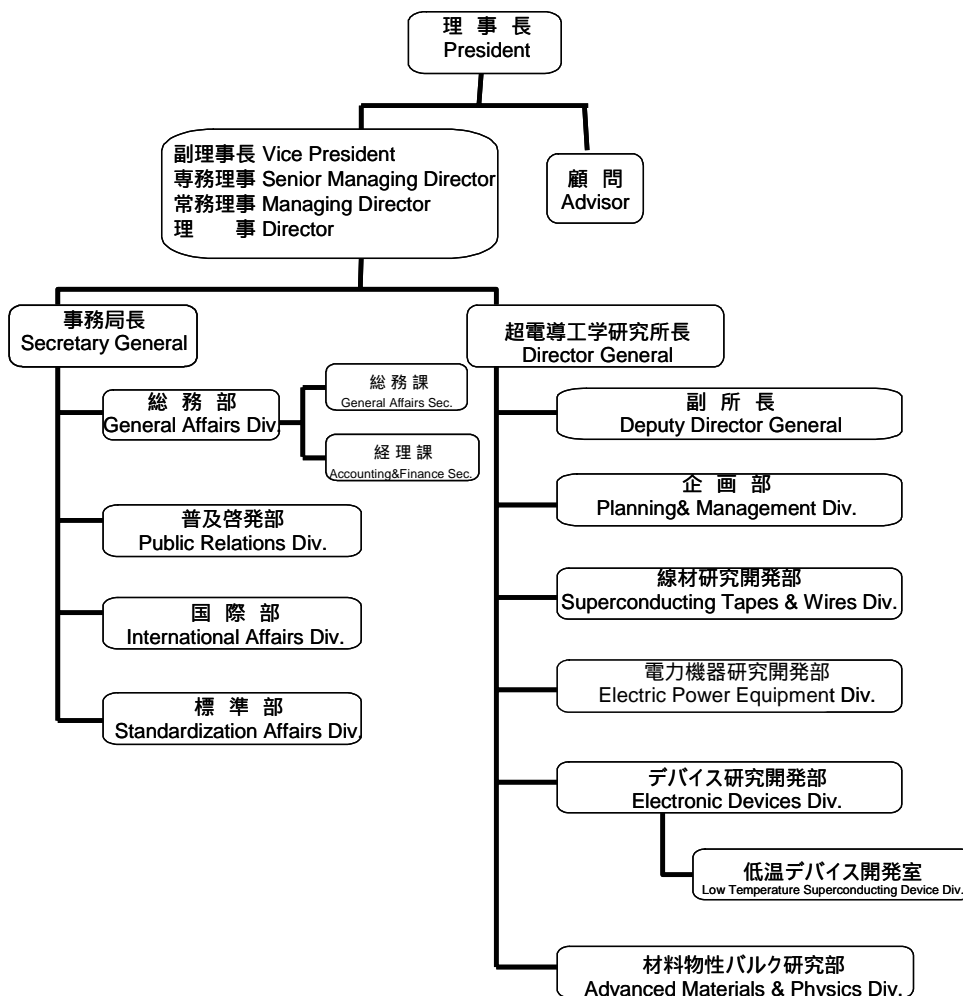 理 事 長
President
副理事長 Vice President
専務理事 Senior Managing Director
常務理事 Managing Director
理 事 Director
顧 問
Advisor
事務局長
Secretary General
総 務 部
General Affairs Div.
総 務 課
General Affairs Sec.
経 理 課
Accounting&Finance Sec.
普及啓発部
Public Relations Div.
国 際 部
International Affairs Div.
標 準 部
Standardization Affairs Div.
超電導工学研究所長
Director General
副 所 長
Deputy Director General
企 画 部
Planning& Management Div.
線材研究開発部
Superconducting Tapes & Wires Div.
電力機器研究開発部
Electric Power Equipment Div.
デバイス研究開発部
Electronic Devices Div.
低温デバイス開発室
Low Temperature Superconducting Device Div.
材料物性バルク研究部
Advanced Materials & Physics Div.